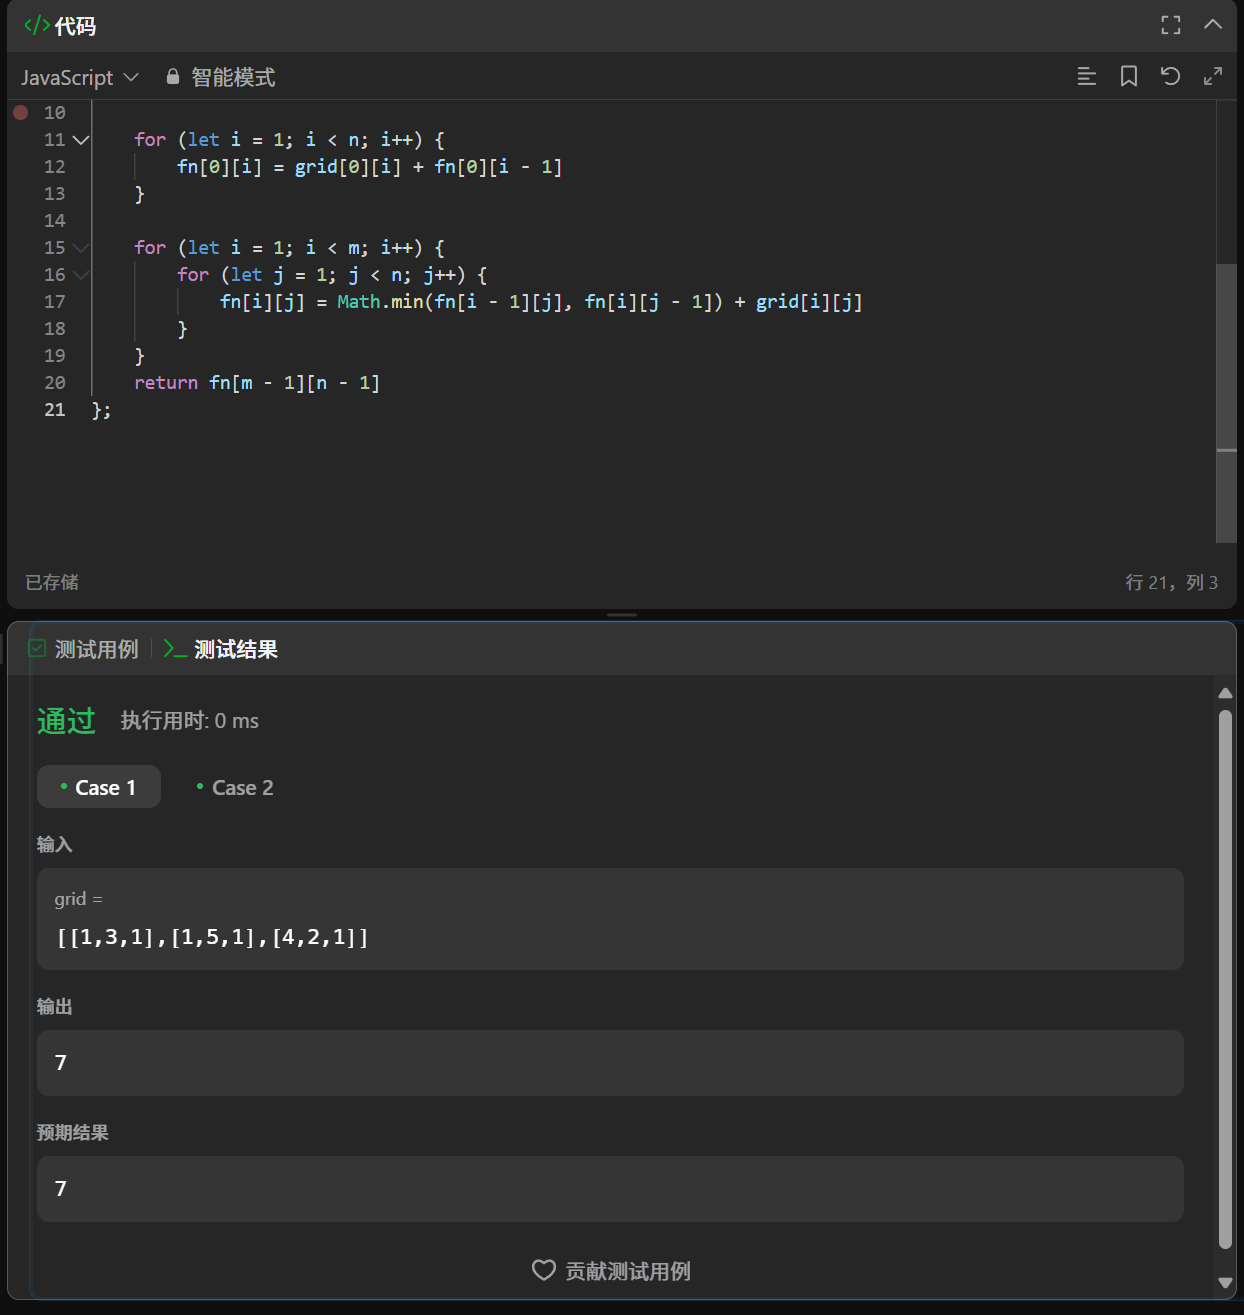 </> 代码
JavaScript 智能模式
10
11 for (let i = 1; i < n; i++) {
12 fn[0][i] = grid[0][i] + fn[0][i - 1]
13 }
14
15 for (let i = 1; i < m; i++) {
16 for (let j = 1; j < n; j++) {
17 fn[i][j] = Math.min(fn[i - 1][j], fn[i][j - 1]) + grid[i][j]
18 }
19 }
20 return fn[m - 1][n - 1]
21 };
已存储 行 21，列 3
测试用例 测试结果
通过 执行用时: 0 ms
Case 1 Case 2
输入
grid =
[[1,3,1],[1,5,1],[4,2,1]]
输出
7
预期结果
7
贡献测试用例